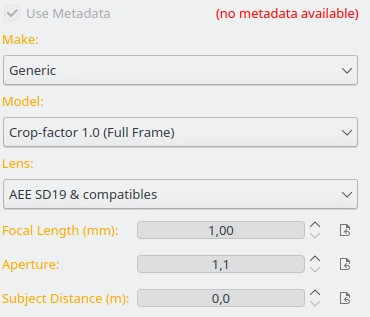 Use Metadata (no metadata available)
Make:
Generic
Model:
Crop-factor 1.0 (Full Frame)
Lens:
AEE SD19 & compatibles
Focal Length (mm): 1,00
Aperture: 1,1
Subject Distance (m): 0,0